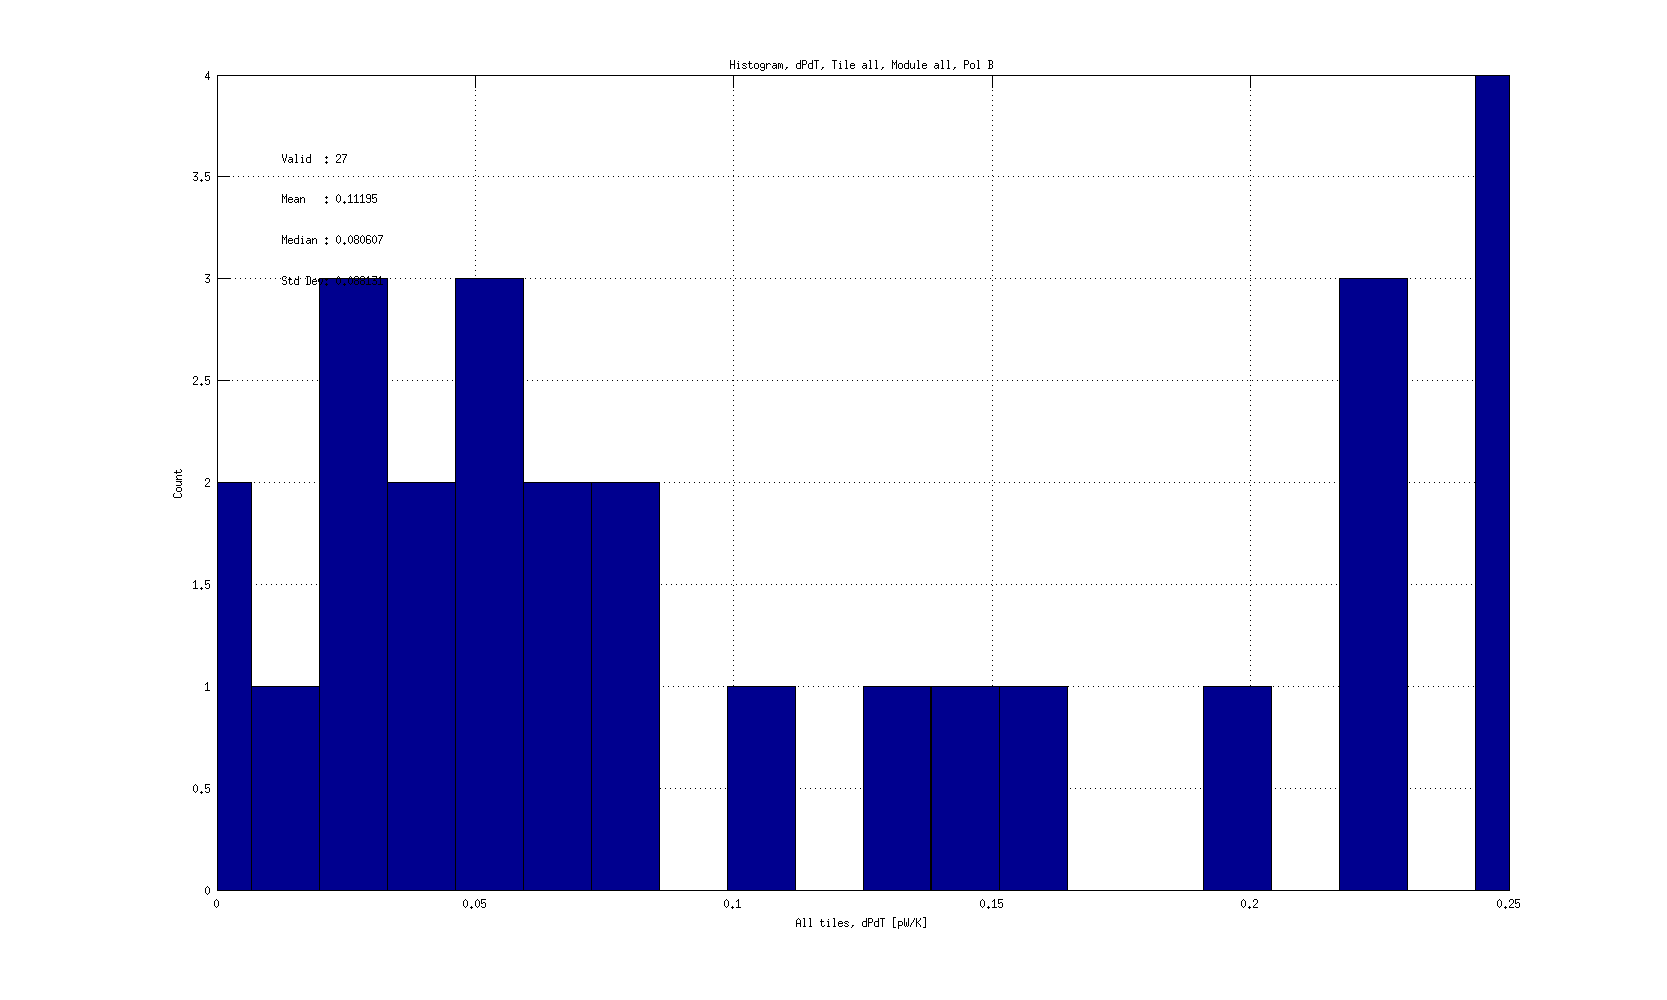 Histogram, dPdT, Tile all, Module all, Pol B
4
Valid : 27
3.5
Mean : 0.11195
Median : 0.080607
3
Std Dev:
2.5
Count
2
1.5
1
0.5
0
0 0.05 0.1 0.15 0.2 0.25
All tiles, dPdT [pW/K]